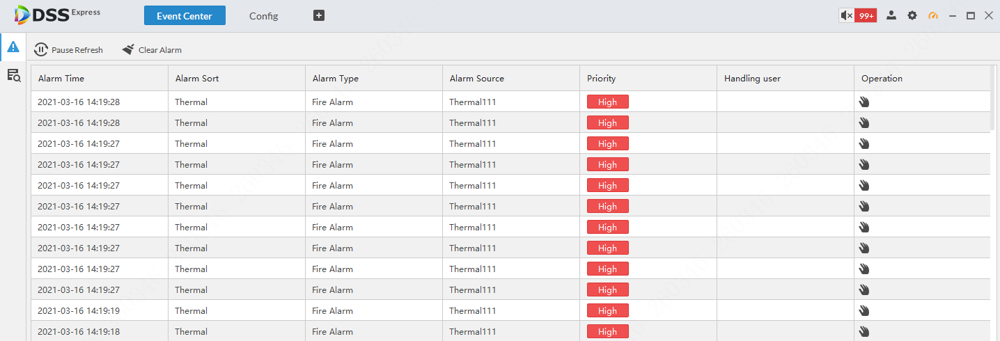 DSS Express Event Center Config 99+
Pause Refresh Clear Alarm
Alarm Time Alarm Sort Alarm Type Alarm Source Priority Handling user Operation
2021-03-16 14:19:28 Thermal Fire Alarm Thermal111 High
2021-03-16 14:19:28 Thermal Fire Alarm Thermal111 High
2021-03-16 14:19:27 Thermal Fire Alarm Thermal111 High
2021-03-16 14:19:27 Thermal Fire Alarm Thermal111 High
2021-03-16 14:19:27 Thermal Fire Alarm Thermal111 High
2021-03-16 14:19:27 Thermal Fire Alarm Thermal111 High
2021-03-16 14:19:27 Thermal Fire Alarm Thermal111 High
2021-03-16 14:19:27 Thermal Fire Alarm Thermal111 High
2021-03-16 14:19:27 Thermal Fire Alarm Thermal111 High
2021-03-16 14:19:27 Thermal Fire Alarm Thermal111 High
2021-03-16 14:19:19 Thermal Fire Alarm Thermal111 High
2021-03-16 14:19:18 Thermal Fire Alarm Thermal111 High